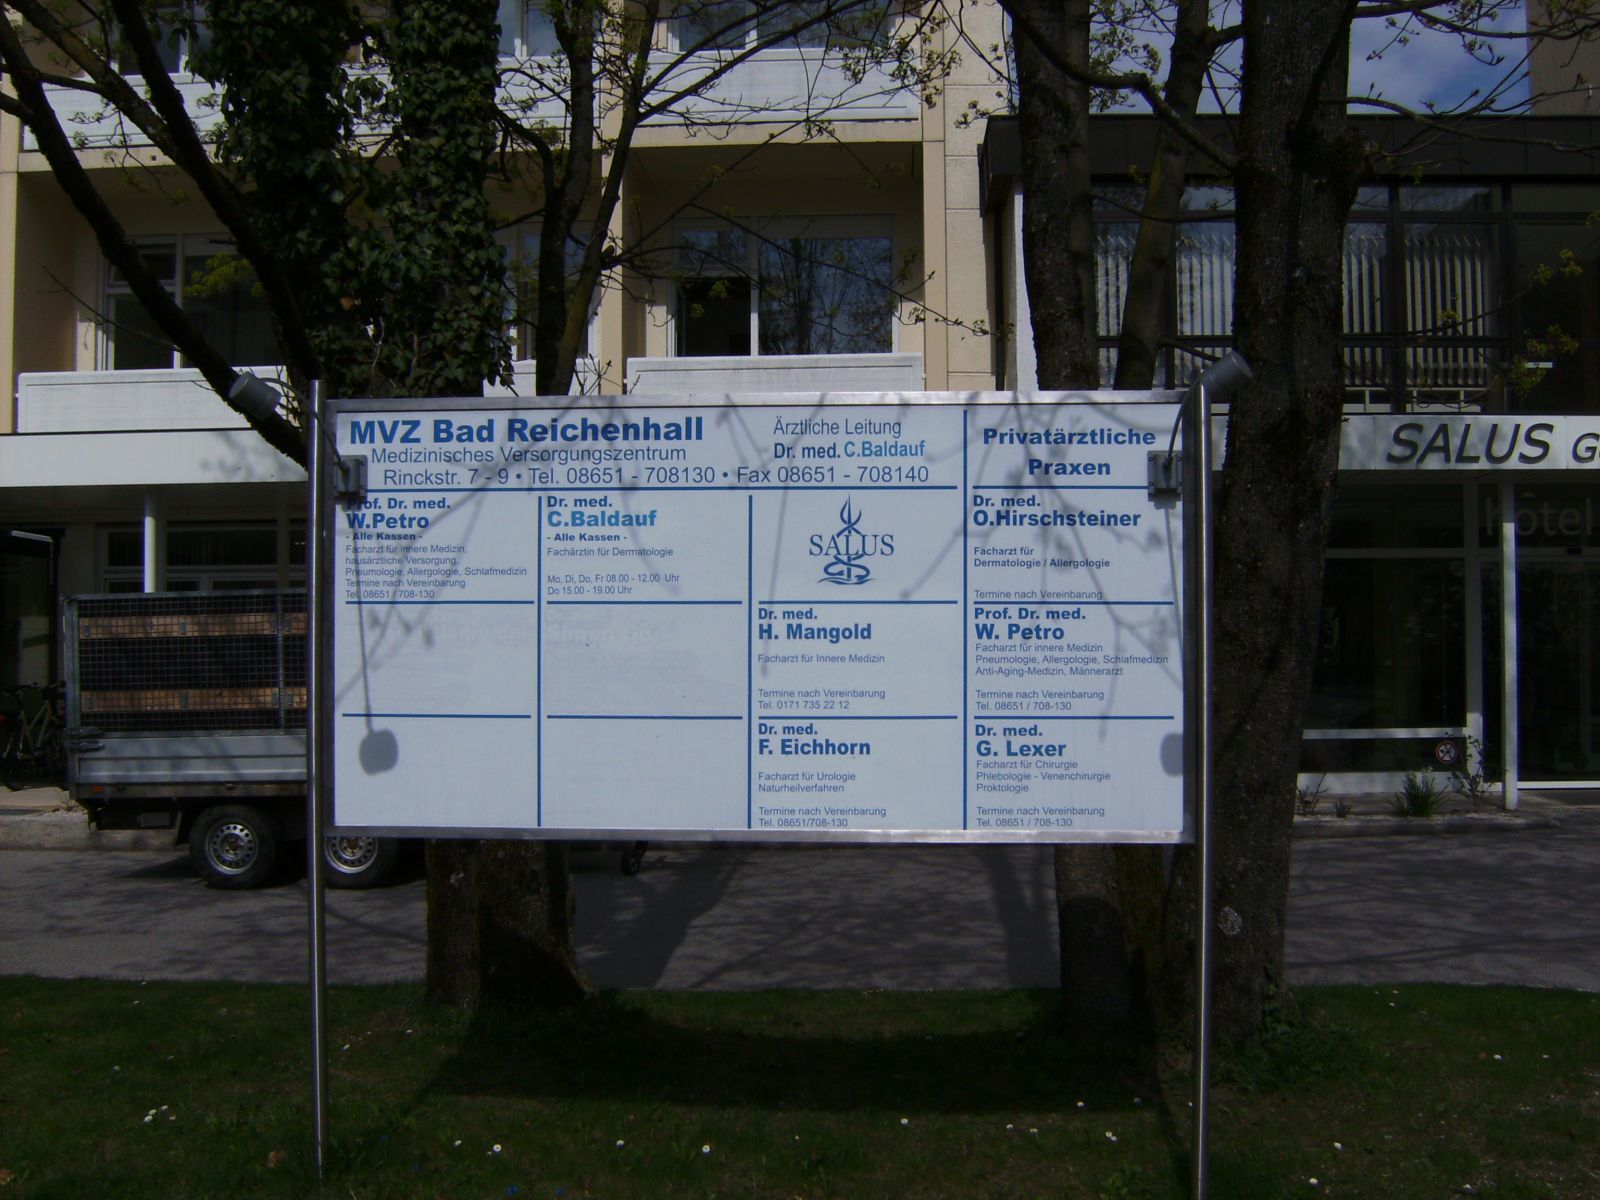 MVZ Bad Reichenhall
Medizinisches Versorgungszentrum
Rinckstr. 7 - 9 • Tel. 08651 - 708130 • Fax 08651 - 708140
Ärztliche Leitung
Dr. med. C.Baldauf
Privatärztliche
Praxen
Prof. Dr. med.
W.Petro
- Alle Kassen -
Facharzt für innere Medizin,
hausärztliche Versorgung,
Pneumologie, Allergologie, Schlafmedizin
Termine nach Vereinbarung
Tel. 08651 / 708-130
Dr. med.
C.Baldauf
- Alle Kassen -
Fachärztin für Dermatologie
Mo, Di, Do, Fr 08.00 - 12.00 Uhr
Do 15.00 - 19.00 Uhr
SALUS
Dr. med.
O.Hirschsteiner
Facharzt für
Dermatologie / Allergologie
Termine nach Vereinbarung
Dr. med.
H. Mangold
Facharzt für Innere Medizin
Termine nach Vereinbarung
Tel. 0171 735 22 12
Prof. Dr. med.
W. Petro
Facharzt für innere Medizin
Pneumologie, Allergologie, Schlafmedizin
Anti-Aging-Medizin, Männerarzt
Termine nach Vereinbarung
Tel. 08651 / 708-130
Dr. med.
F. Eichhorn
Facharzt für Urologie
Naturheilverfahren
Termine nach Vereinbarung
Tel. 08651/708-130
Dr. med.
G. Lexer
Facharzt für Chirurgie
Phlebologie - Venenchirurgie
Proktologie
Termine nach Vereinbarung
Tel. 08651 / 708-130
SALUS
hotel